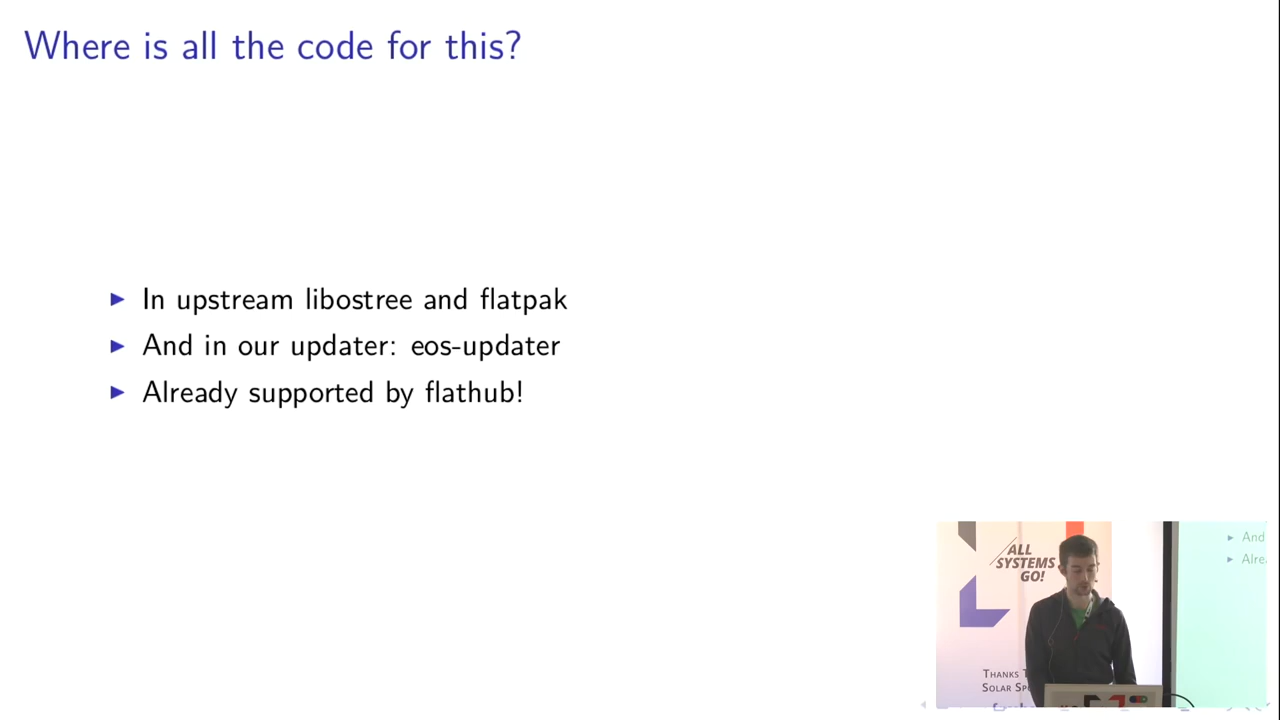 Where is all the code for this?
In upstream libostree and flatpak
And in our updater: eos-updater
Already supported by flathub!
ALL
SYSTEMS
GO!
And
Alre
THANKS
SOLAR